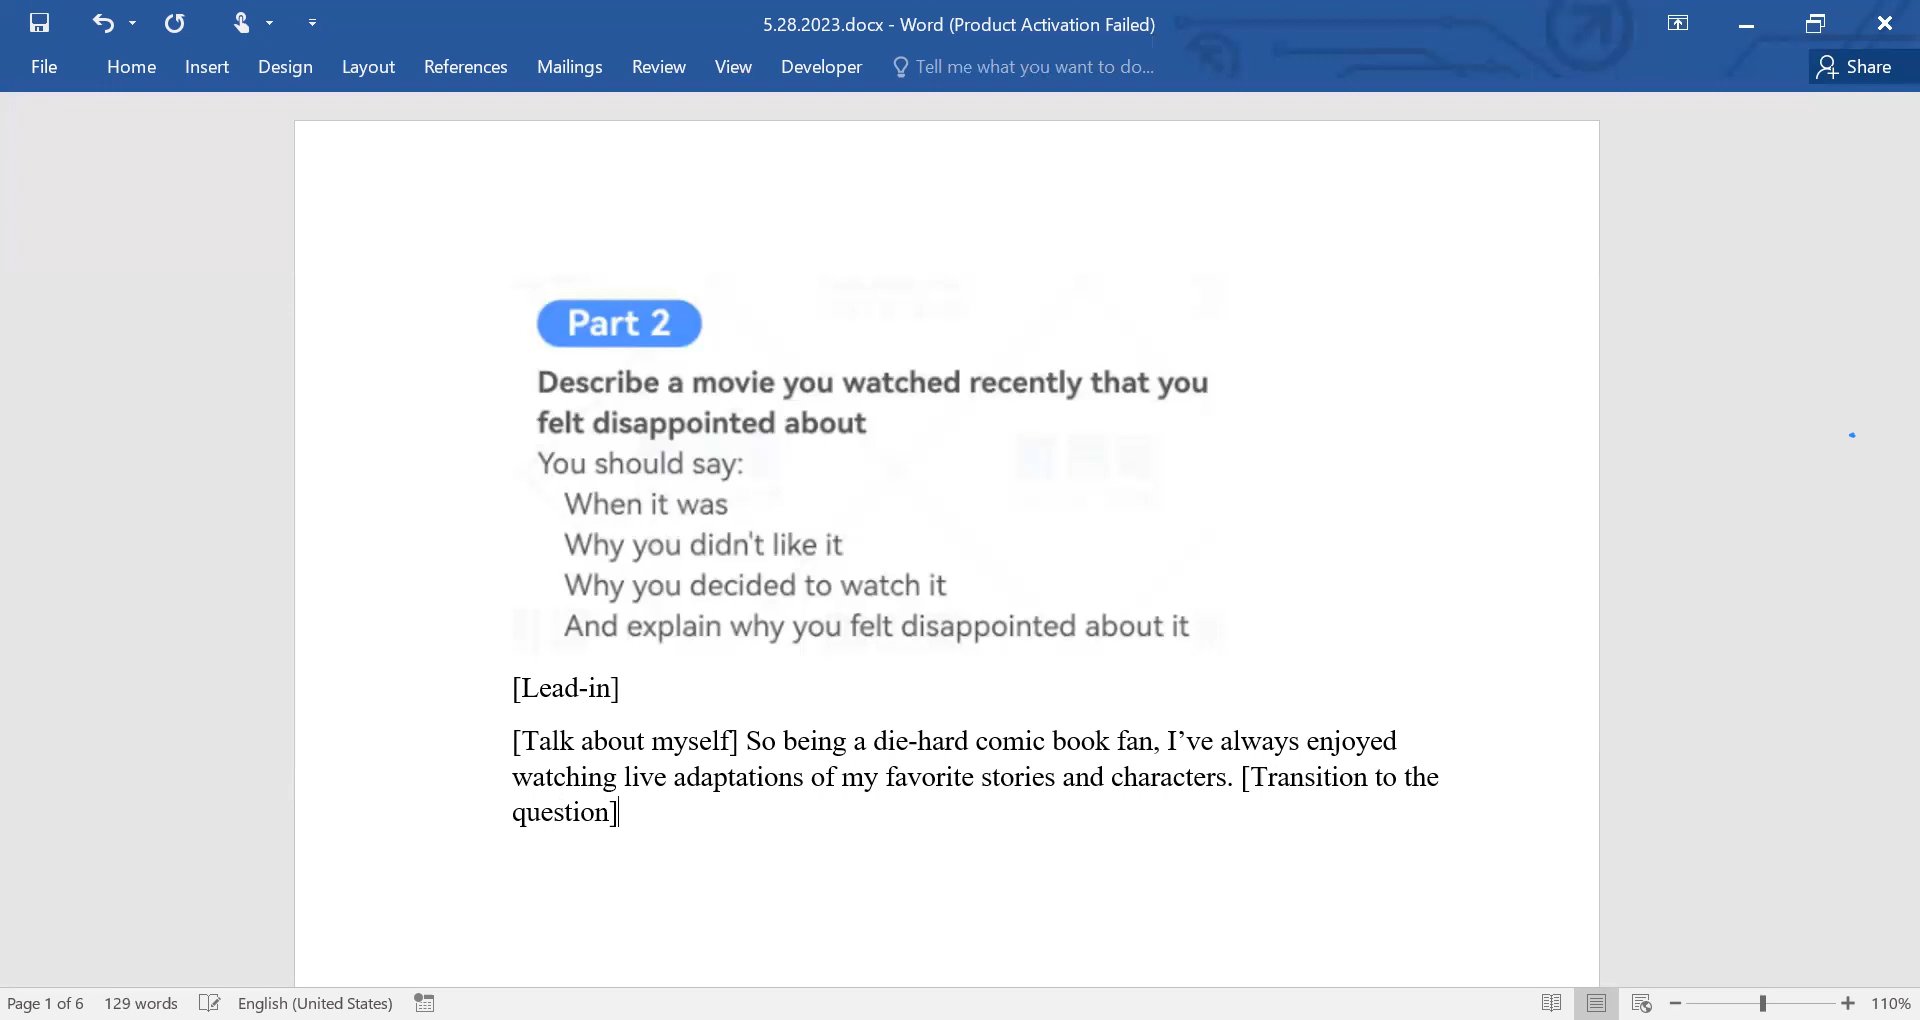 5.28.2023.docx - Word (Product Activation Failed)
File Home Insert Design Layout References Mailings Review View Developer Tell me what you want to do... Share
Part 2
Describe a movie you watched recently that you
felt disappointed about
You should say:
When it was
Why you didn't like it
Why you decided to watch it
And explain why you felt disappointed about it
[Lead-in]
[Talk about myself] So being a die-hard comic book fan, I’ve always enjoyed
watching live adaptations of my favorite stories and characters. [Transition to the
question]
Page 1 of 6 129 words English (United States) 110%